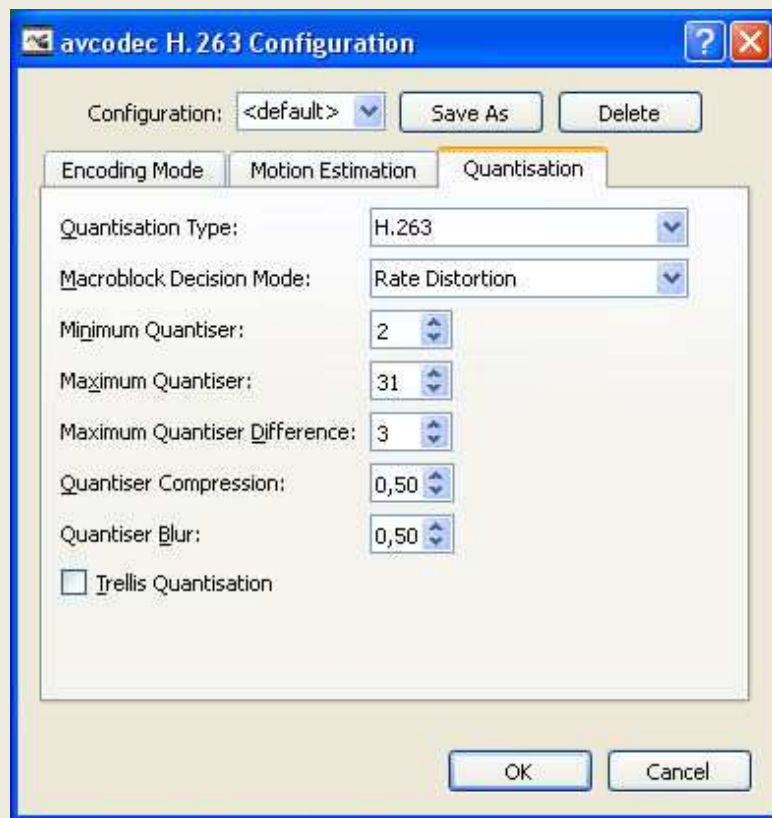 avcodec H.263 Configuration
Configuration: <default> Save As Delete
Encoding Mode Motion Estimation Quantisation
Quantisation Type: H.263
Macroblock Decision Mode: Rate Distortion
Minimum Quantiser: 2
Maximum Quantiser: 31
Maximum Quantiser Difference: 3
Quantiser Compression: 0,50
Quantiser Blur: 0,50
Trellis Quantisation
OK Cancel